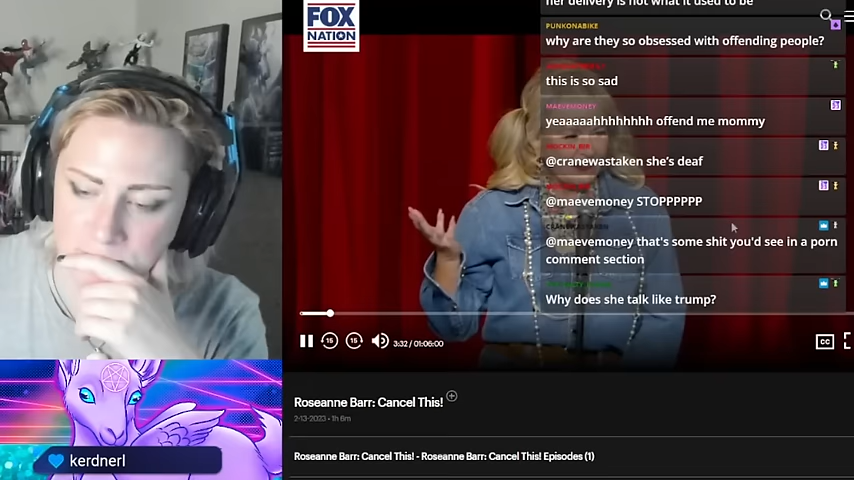 her delivery is not what it used to be
FOX
NATION
PUNKONABIKE
why are they so obsessed with offending people?
this is so sad
MAEVEMONEY
yeaaaaahhhhhhhh offend me mommy
@cranewastaken she's deaf
@maevemoney STOPPPPPP
CRANEWASTAKEN
@maevemoney that's some shit you'd see in a porn
comment section
Why does she talk like trump?
15
15
3:32 / 01:06:00
CC
Roseanne Barr: Cancel This!
2-13-2023 • 1h 6m
Roseanne Barr: Cancel This! - Roseanne Barr: Cancel This! Episodes (1)
kerdnerl